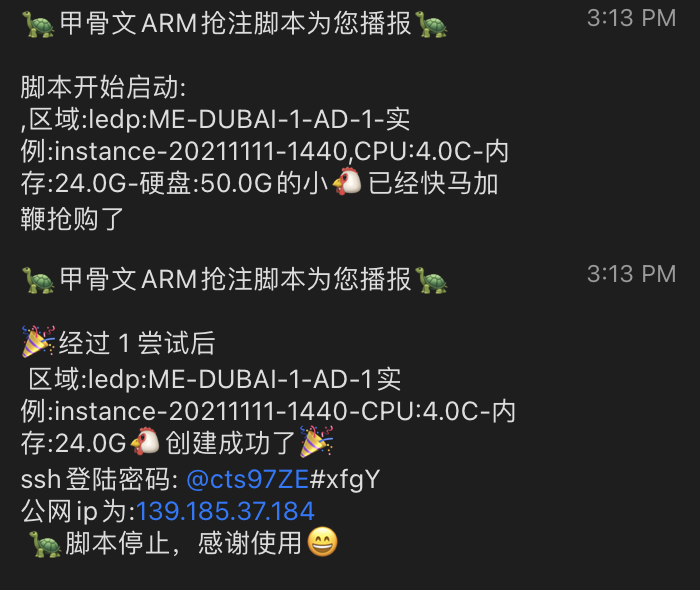 🐢甲骨文ARM抢注脚本为您播报🐢 3:13 PM
脚本开始启动:
,区域:ledp:ME-DUBAI-1-AD-1-实
例:instance-20211111-1440,CPU:4.0C-内
存:24.0G-硬盘:50.0G的小🐔已经快马加
鞭抢购了
🐢甲骨文ARM抢注脚本为您播报🐢 3:13 PM
🎉经过 1 尝试后
区域:ledp:ME-DUBAI-1-AD-1实
例:instance-20211111-1440-CPU:4.0C-内
存:24.0G🐔创建成功了🎉
ssh登陆密码: @cts97ZE#xfgY
公网ip为:139.185.37.184
🐢脚本停止，感谢使用😄